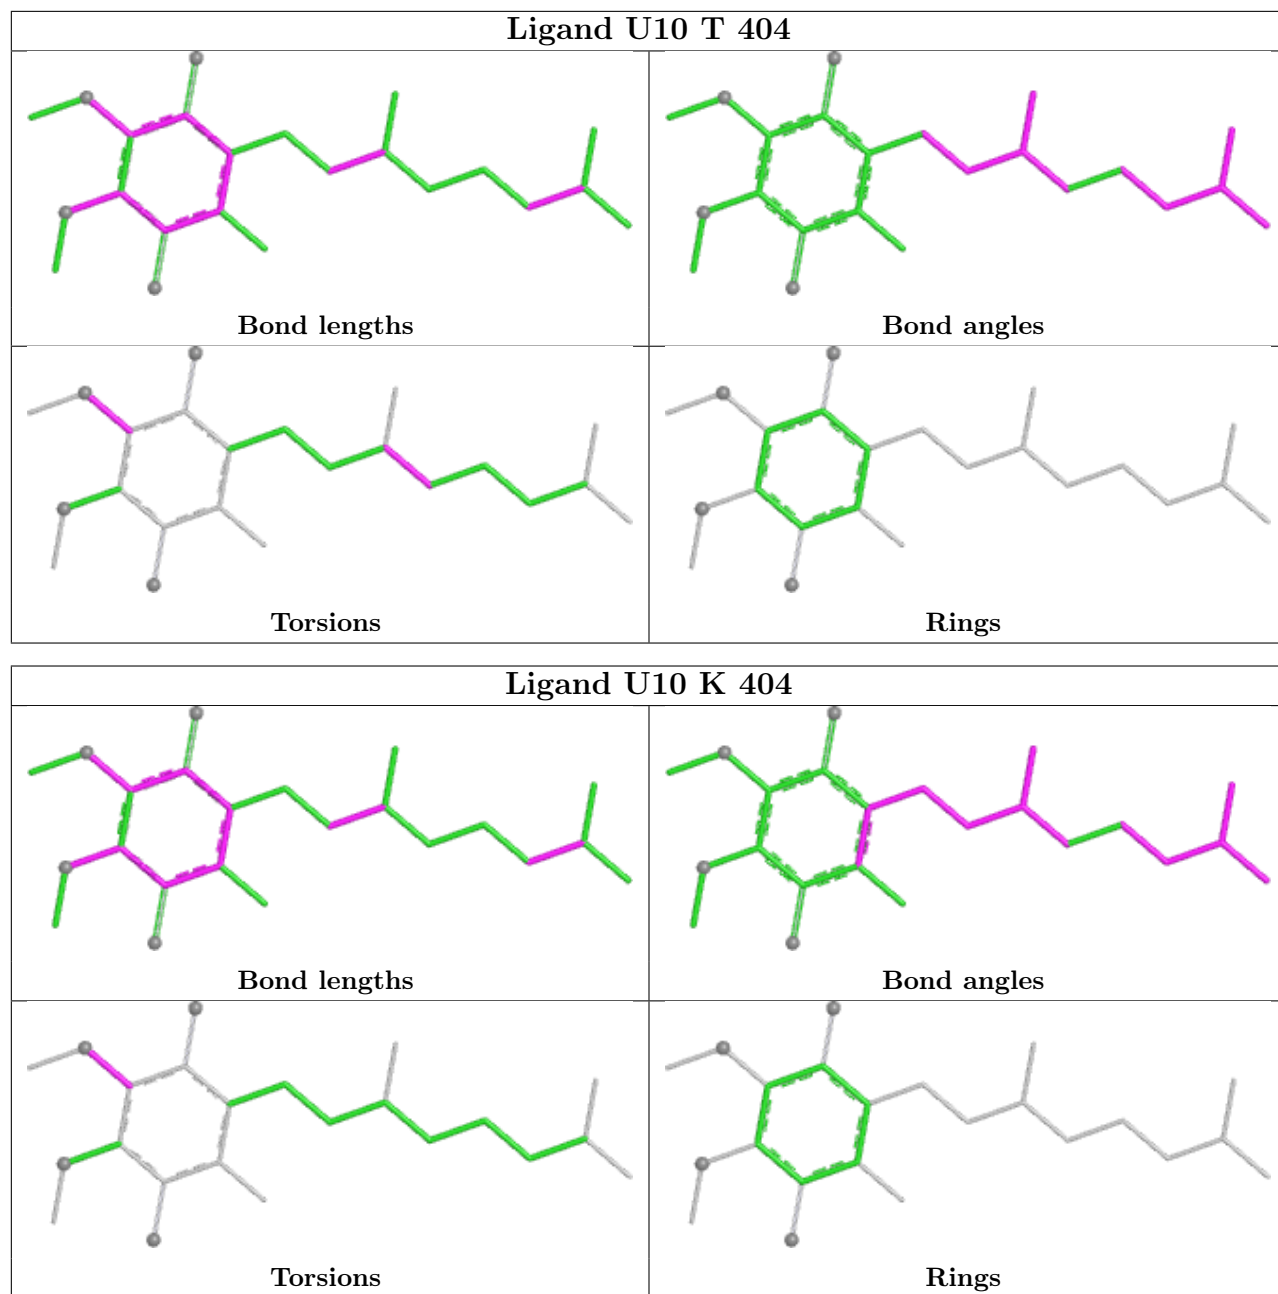 Ligand U10 T 404
Bond lengths
Bond angles
Torsions
Rings
Ligand U10 K 404
Bond lengths
Bond angles
Torsions
Rings